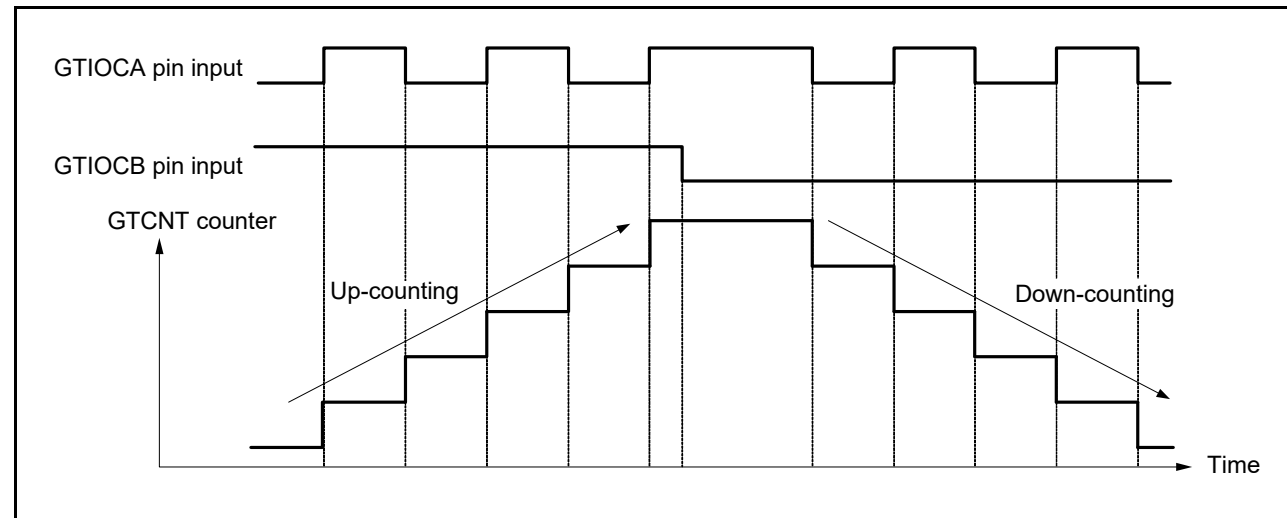 GTIOCA pin input
GTIOCB pin input
GTCNT counter
Up-counting
Down-counting
Time